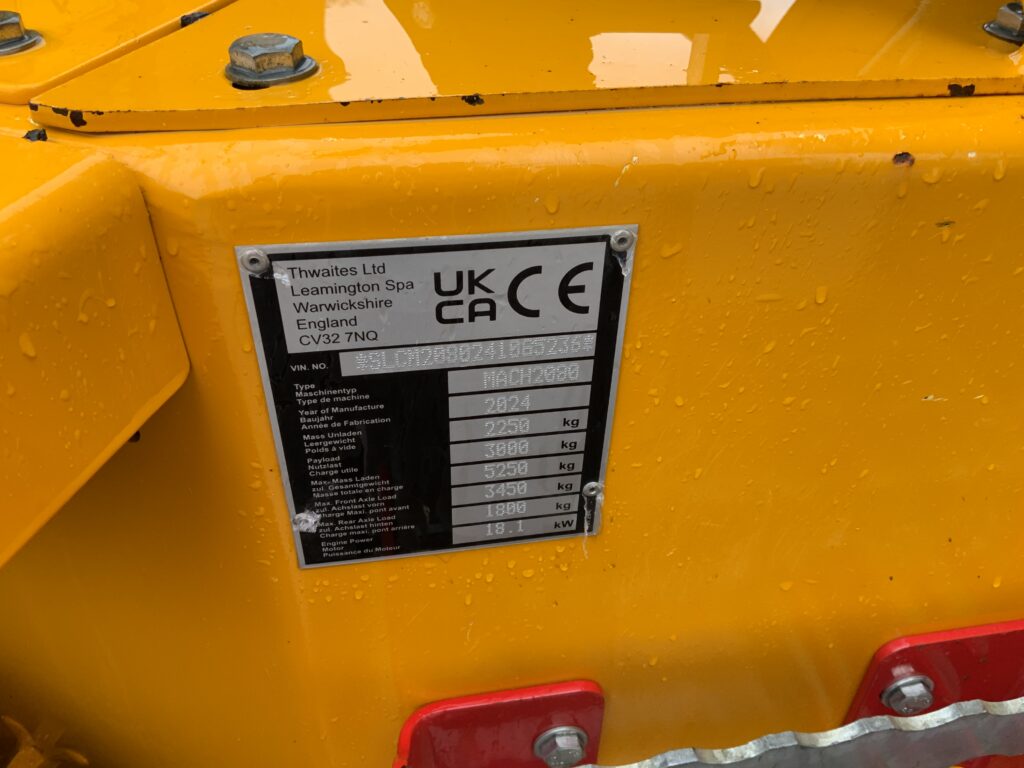 Thwaites Ltd
Leamington Spa
Warwickshire
England
CV32 7NQ
UK
CA
CE
VIN. NO. *SLCM2080241065236*
Type MACH2080
Maschinentyp
Type de machine
Year of Manufacture 2024
Baujahr
Année de Fabrication
Mass Unladen 2250 kg
Leergewicht
Poids à vide
Payload 3000 kg
Nutzlast
Charge utile
Max- Mass Laden 5250 kg
zul. Gesamtgewicht
Masse totale en charge
Max. Front Axle Load 3450 kg
zul. Achslast vorn
Charge Maxi. pont avant
Max. Rear Axle Load 1800 kg
zul. Achslast hinten
Charge maxi. pont arrière
Engine Power 18.1 kW
Motor
Puissance du Moteur